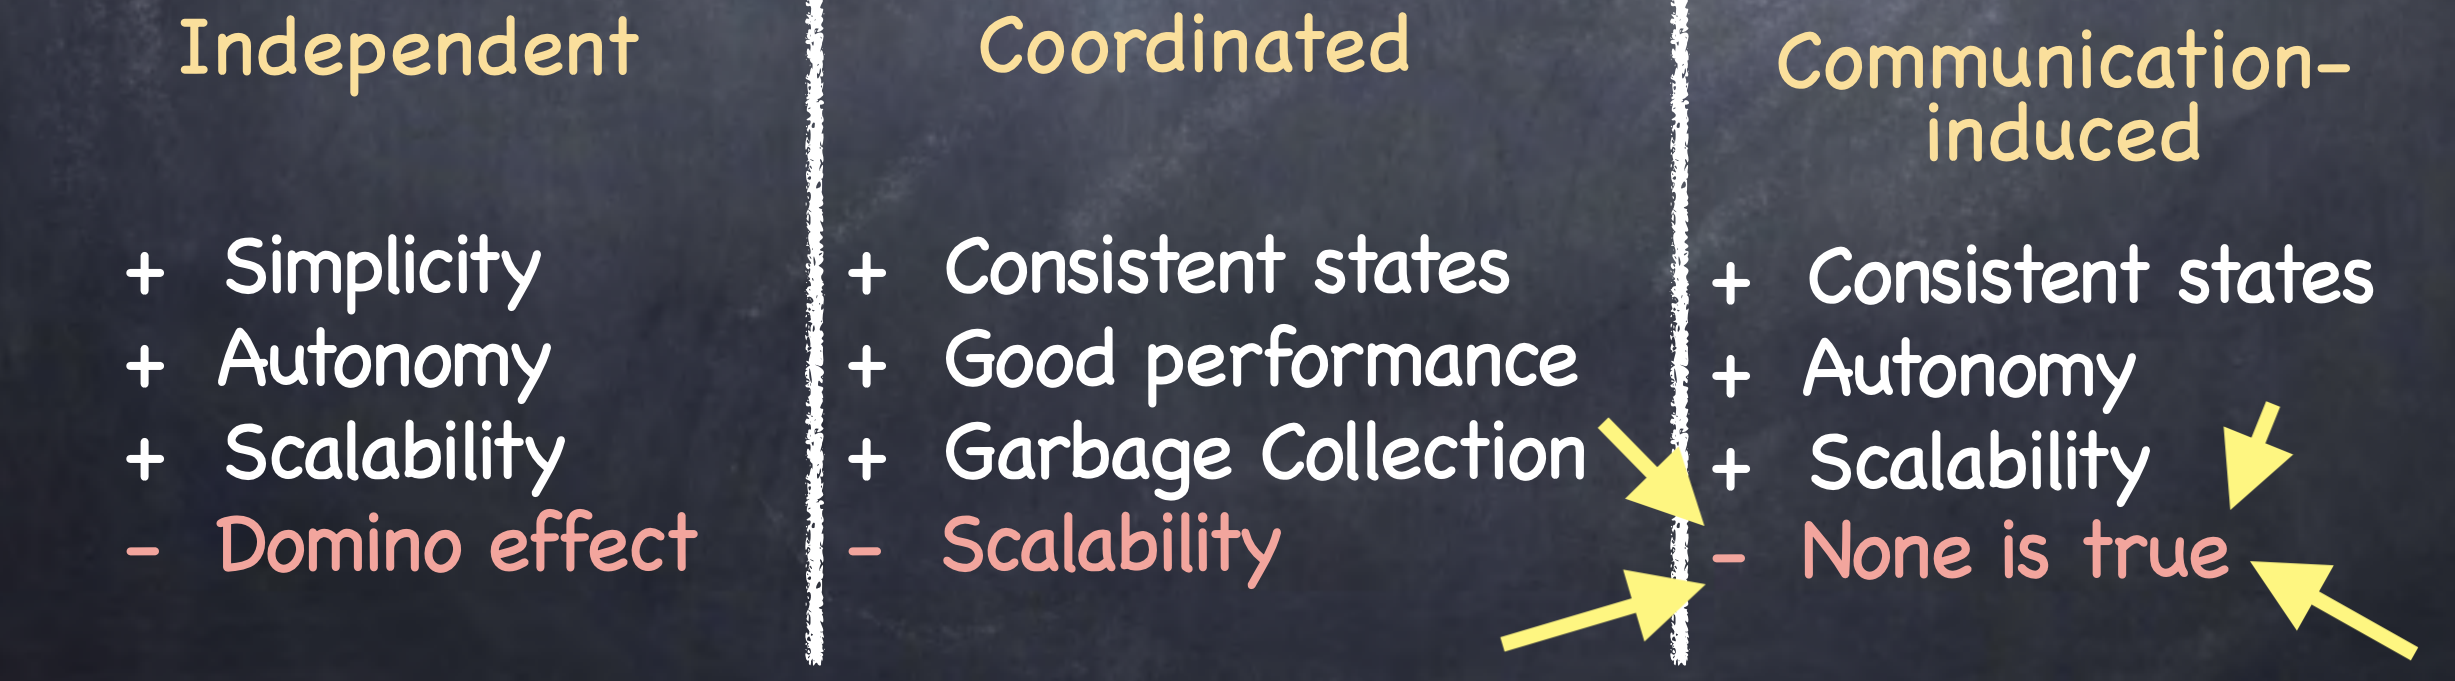 Independent
+ Simplicity
+ Autonomy
+ Scalability
- Domino effect
Coordinated
+ Consistent states
+ Good performance
+ Garbage Collection
- Scalability
Communication-
induced
+ Consistent states
+ Autonomy
+ Scalability
- None is true